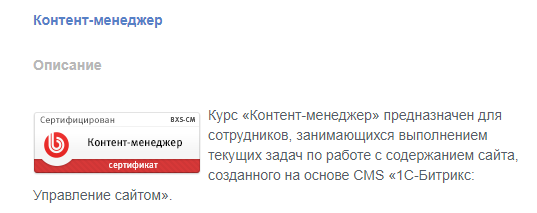 Контент-менеджер
Описание
Сертифицирован BXS-CM
Контент-менеджер
сертификат
Курс «Контент-менеджер» предназначен для
сотрудников, занимающихся выполнением
текущих задач по работе с содержанием сайта,
созданного на основе CMS «1С-Битрикс:
Управление сайтом».